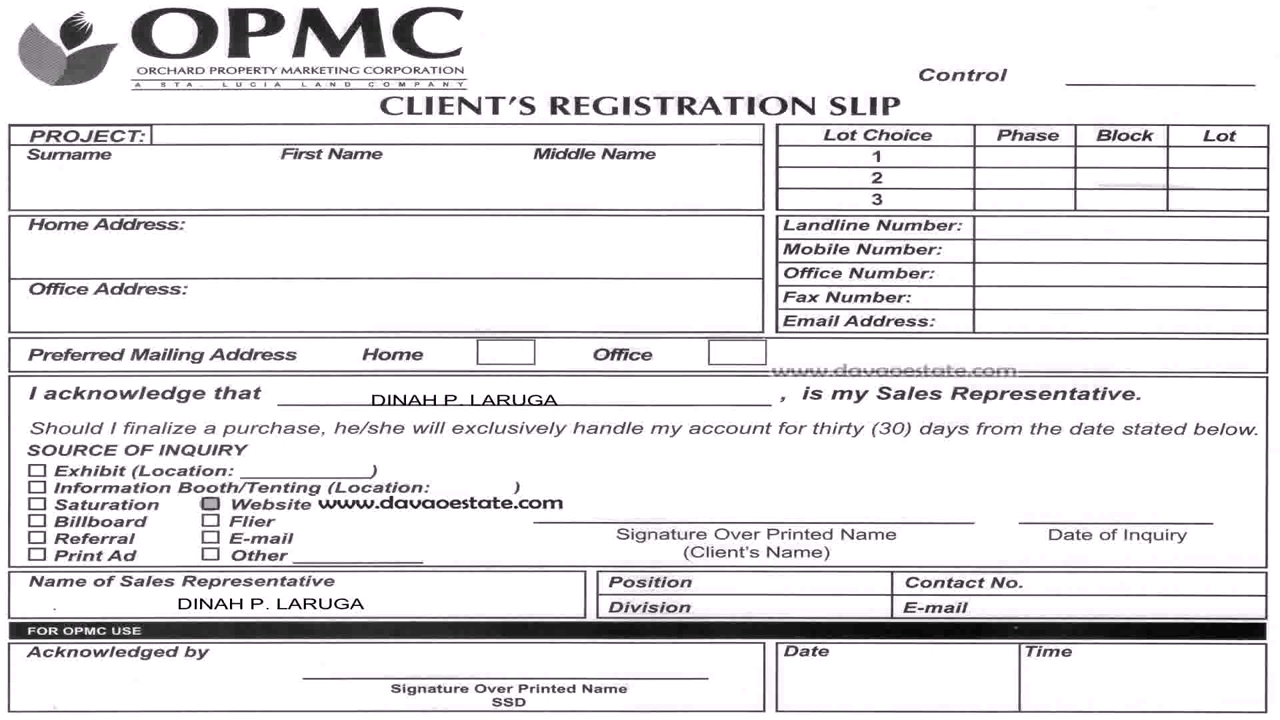 OPMC
ORCHARD PROPERTY MARKETING CORPORATION
A STA. LUCIA LAND COMPANY
Control
CLIENT'S REGISTRATION SLIP
PROJECT:
Surname First Name Middle Name
Lot Choice Phase Block Lot
1
2
3
Home Address:
Office Address:
Landline Number:
Mobile Number:
Office Number:
Fax Number:
Email Address:
Preferred Mailing Address Home Office
www.davaoestate.com
I acknowledge that DINAH P. LARUGA , is my Sales Representative.
Should I finalize a purchase, he/she will exclusively handle my account for thirty (30) days from the date stated below.
SOURCE OF INQUIRY
Exhibit (Location: ____________)
Information Booth/Tenting (Location: )
Saturation Website www.davaoestate.com
Billboard Flier
Referral E-mail
Print Ad Other ____________
Signature Over Printed Name
(Client's Name)
Date of Inquiry
Name of Sales Representative
DINAH P. LARUGA
Position Contact No.
Division E-mail
FOR OPMC USE
Acknowledged by
Signature Over Printed Name
SSD
Date Time